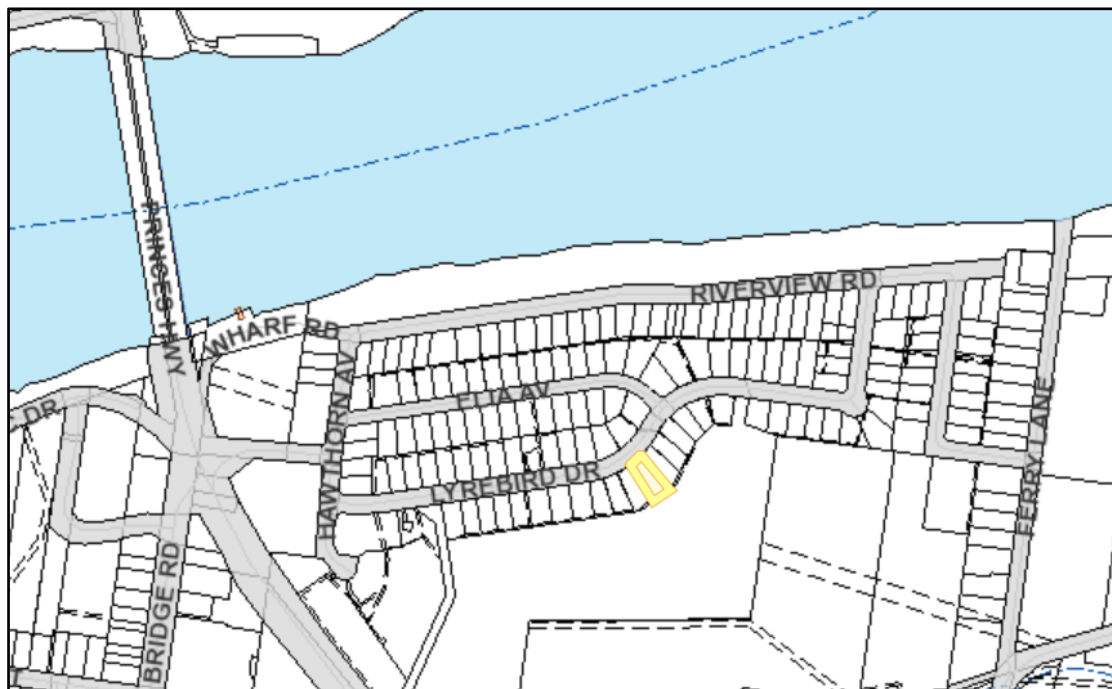 PRINCES HWY
WHARF RD
RIVERVIEW RD
HAWTHORN AV
ELIA AV
LYREBIRD DR
DR
BRIDGE RD
FERRY LANE